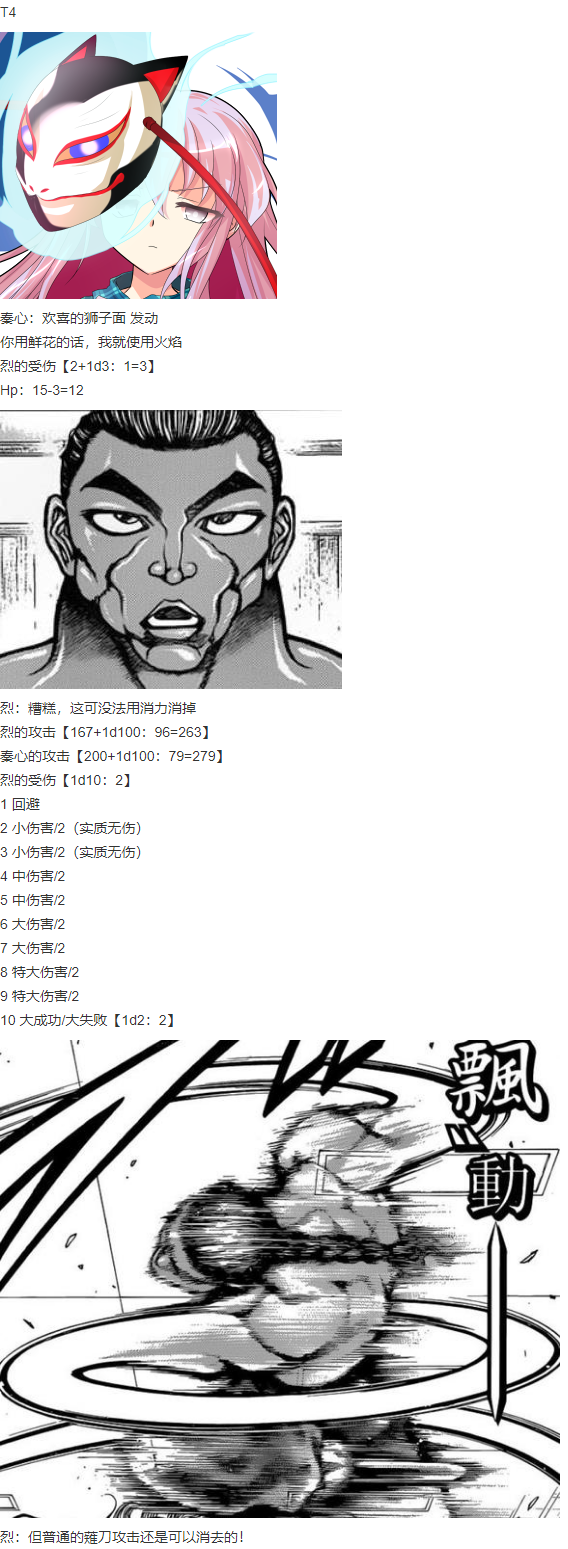 T4
秦心：欢喜的狮子面 发动
你用鲜花的话，我就使用火焰
烈的受伤【2+1d3：1=3】
Hp：15-3=12
烈：糟糕，这可没法用消力消掉
烈的攻击【167+1d100：96=263】
秦心的攻击【200+1d100：79=279】
烈的受伤【1d10：2】
1 回避
2 小伤害/2（实质无伤）
3 小伤害/2（实质无伤）
4 中伤害/2
5 中伤害/2
6 大伤害/2
7 大伤害/2
8 特大伤害/2
9 特大伤害/2
10 大成功/大失败【1d2：2】
飄〃動
烈：但普通的薙刀攻击还是可以消去的！